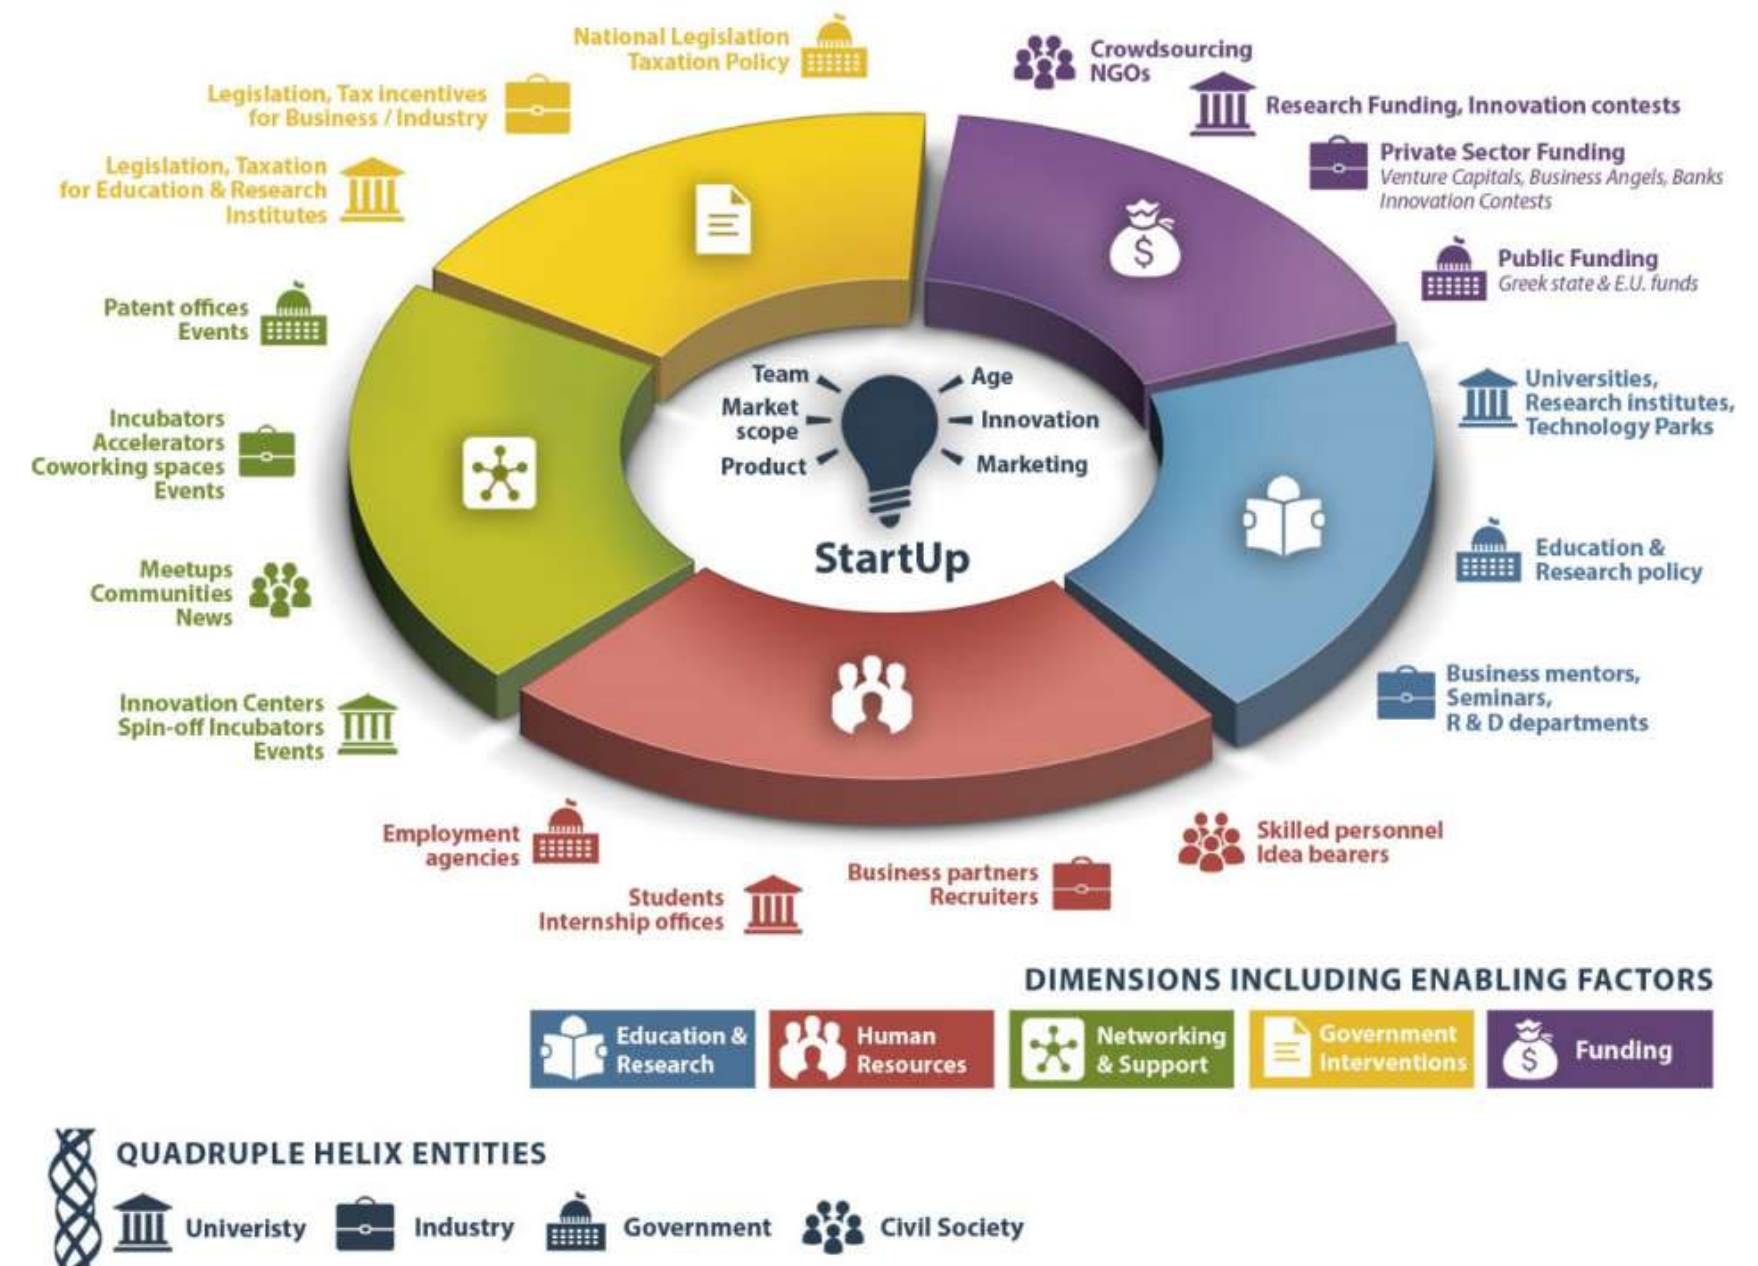 National Legislation
Taxation Policy
Legislation, Tax incentives
for Business / Industry
Legislation, Taxation
for Education & Research
Institutes
Patent offices
Events
Incubators
Accelerators
Coworking spaces
Events
Meetups
Communities
News
Innovation Centers
Spin-off Incubators
Events
Crowdsourcing
NGOs
Research Funding, Innovation contests
Private Sector Funding
Venture Capitals, Business Angels, Banks
Innovation Contests
Public Funding
Greek state & E.U. funds
Universities,
Research institutes,
Technology Parks
Education &
Research policy
Business mentors,
Seminars,
R & D departments
$
Team
Market
scope
Product
Age
Innovation
Marketing
StartUp
Employment
agencies
Students
Internship offices
Business partners
Recruiters
Skilled personnel
Idea bearers
DIMENSIONS INCLUDING ENABLING FACTORS
Education &
Research
Human
Resources
Networking
& Support
Government
Interventions
$
Funding
QUADRUPLE HELIX ENTITIES
Univeristy
Industry
Government
Civil Society